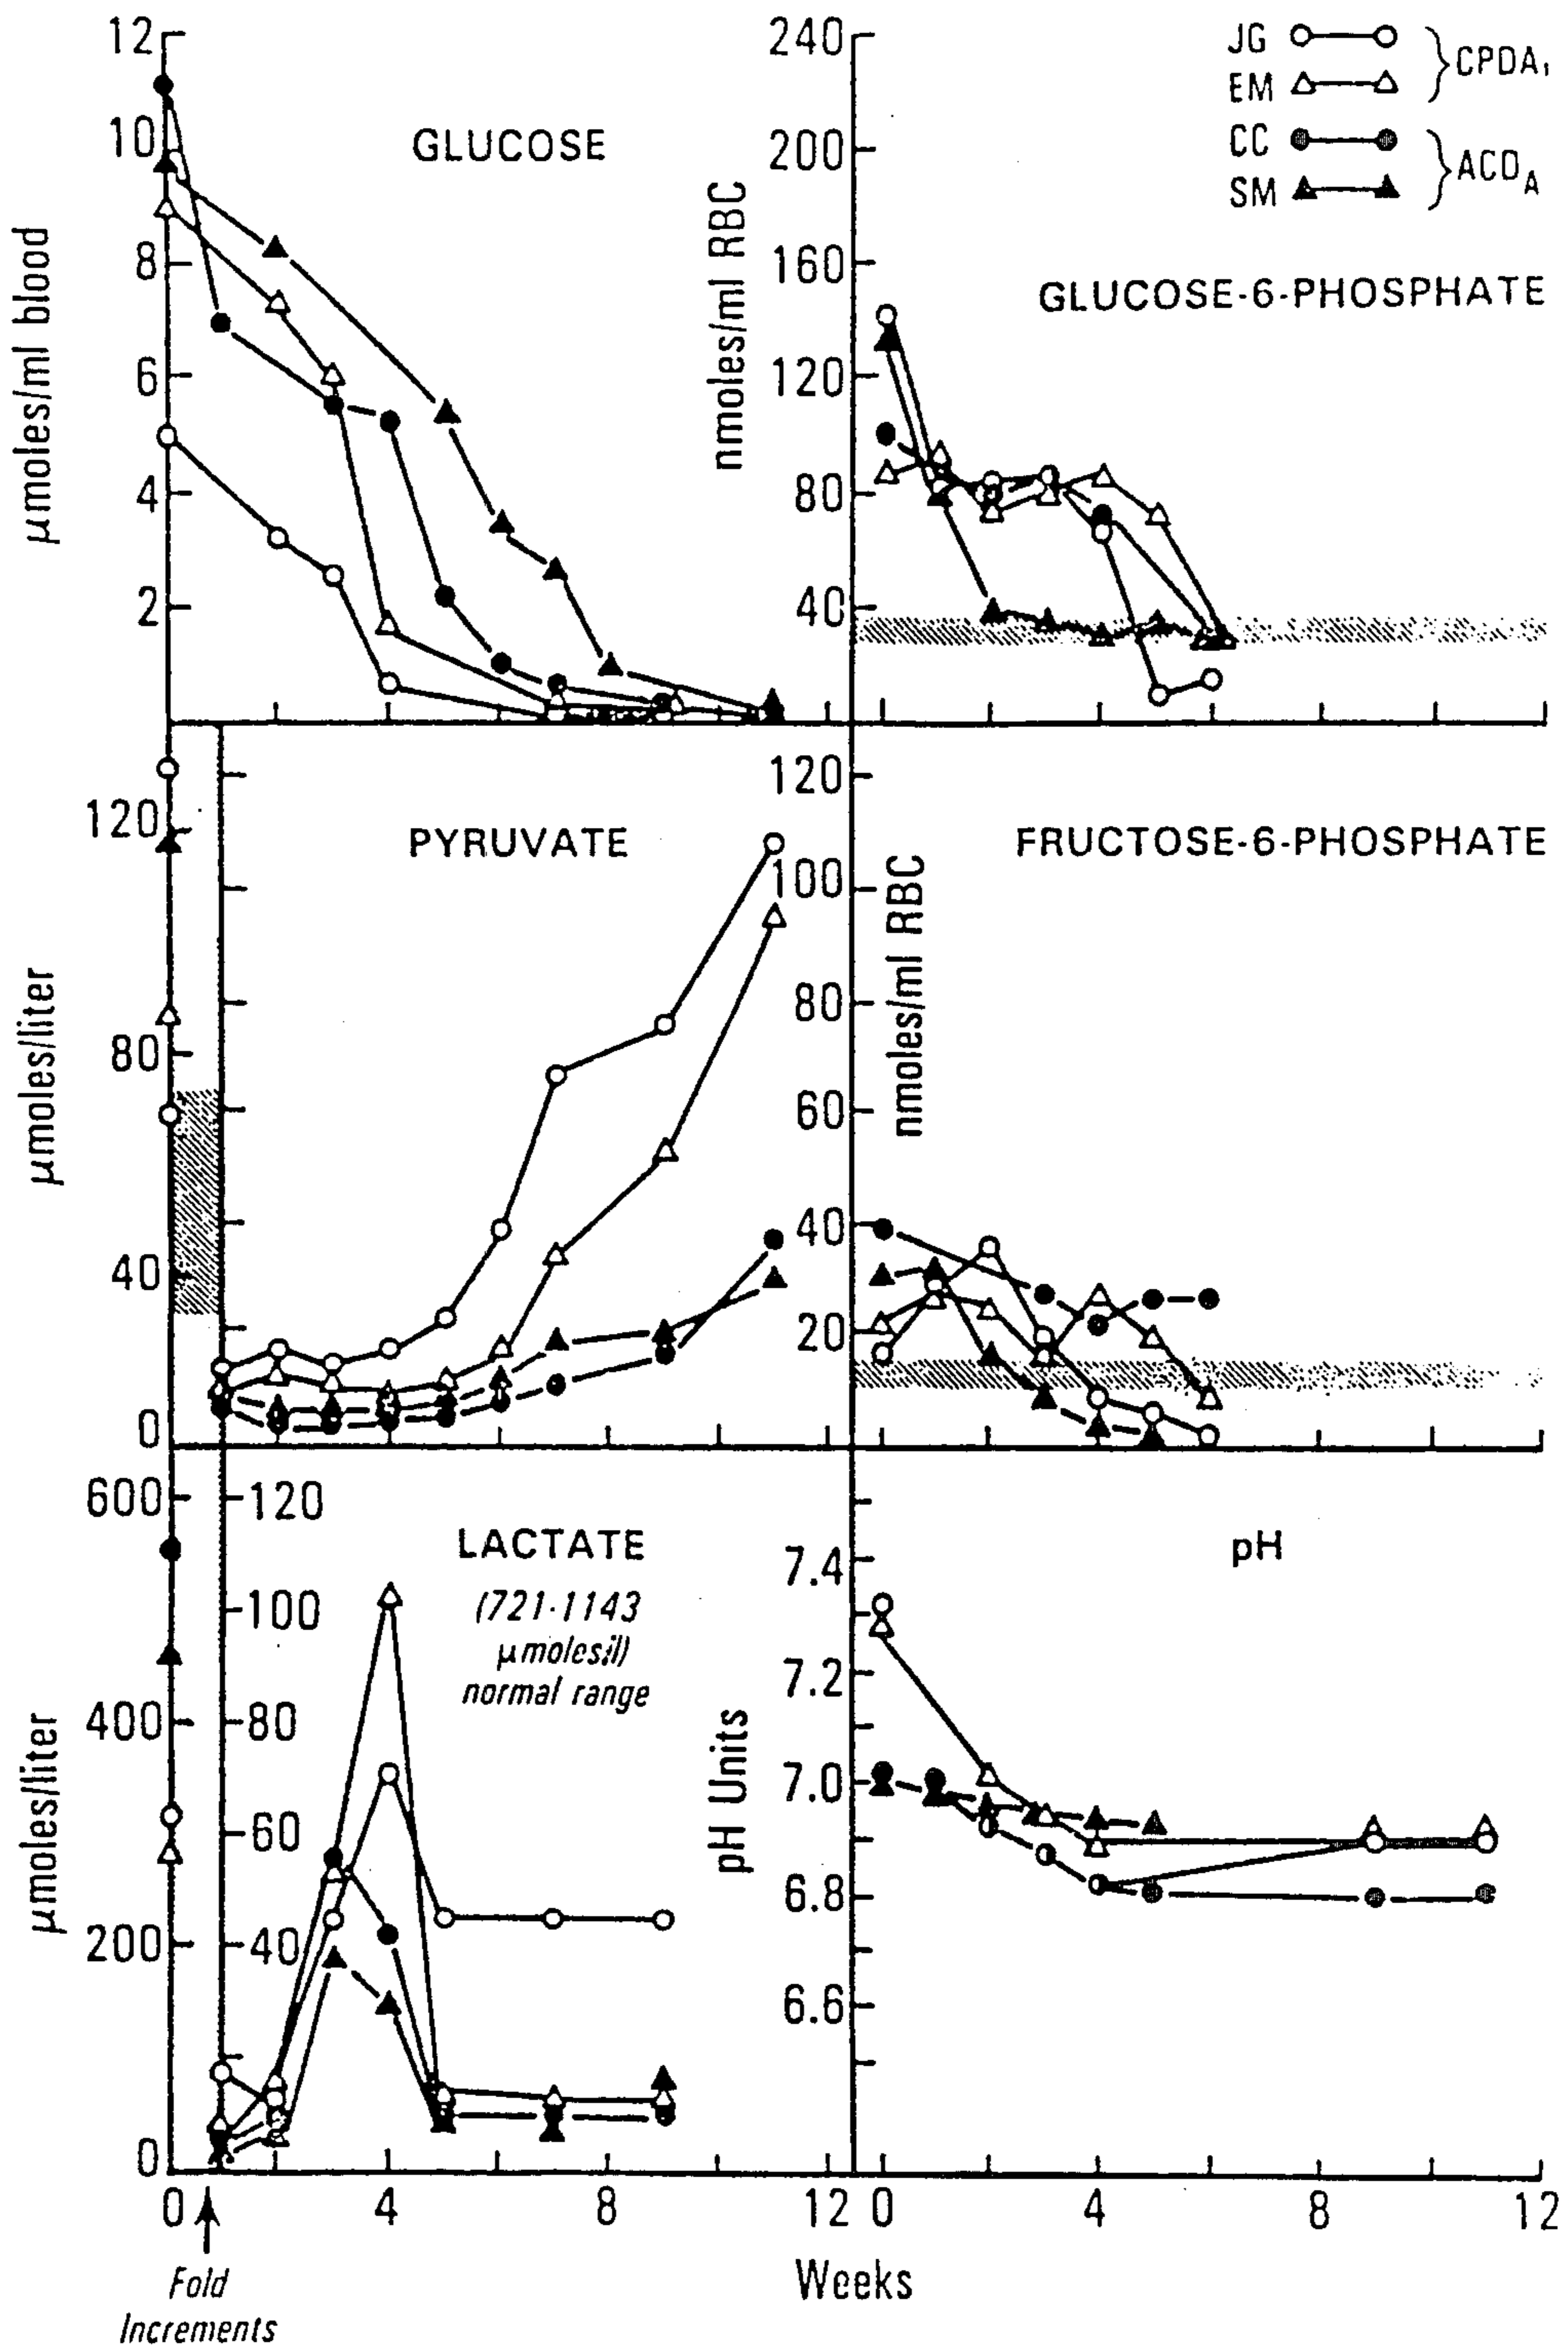 JG
EM
CC
SM
CPDA₁
ACD A
GLUCOSE
μmoles/ml blood
12
10
8
6
4
2
GLUCOSE-6-PHOSPHATE
nmoles/ml RBC
240
200
160
120
80
40
PYRUVATE
μmoles/liter
120
80
40
0
FRUCTOSE-6-PHOSPHATE
nmoles/ml RBC
120
100
80
60
40
20
LACTATE
(721-1143
μmoles/l)
normal range
μmoles/liter
600
400
200
0
120
100
80
60
40
pH
pH Units
7.4
7.2
7.0
6.8
6.6
0 4 8 12
0 4 8 12
Weeks
Fold
Increments